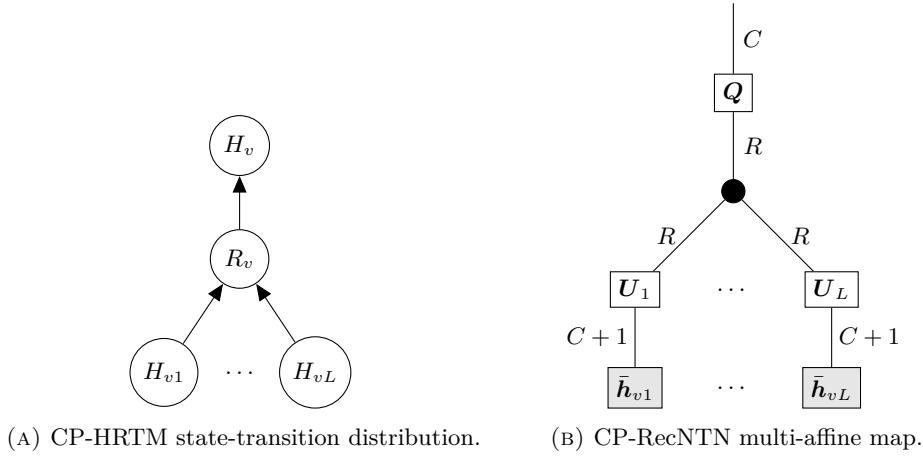 H_v
R_v
H_{v1} ··· H_{vL}
(A) CP-HRTM state-transition distribution.
C
Q
R
R R
U_1 ··· U_L
C + 1 C + 1
h̄_{v1} ··· h̄_{vL}
(B) CP-RecNTN multi-affine map.